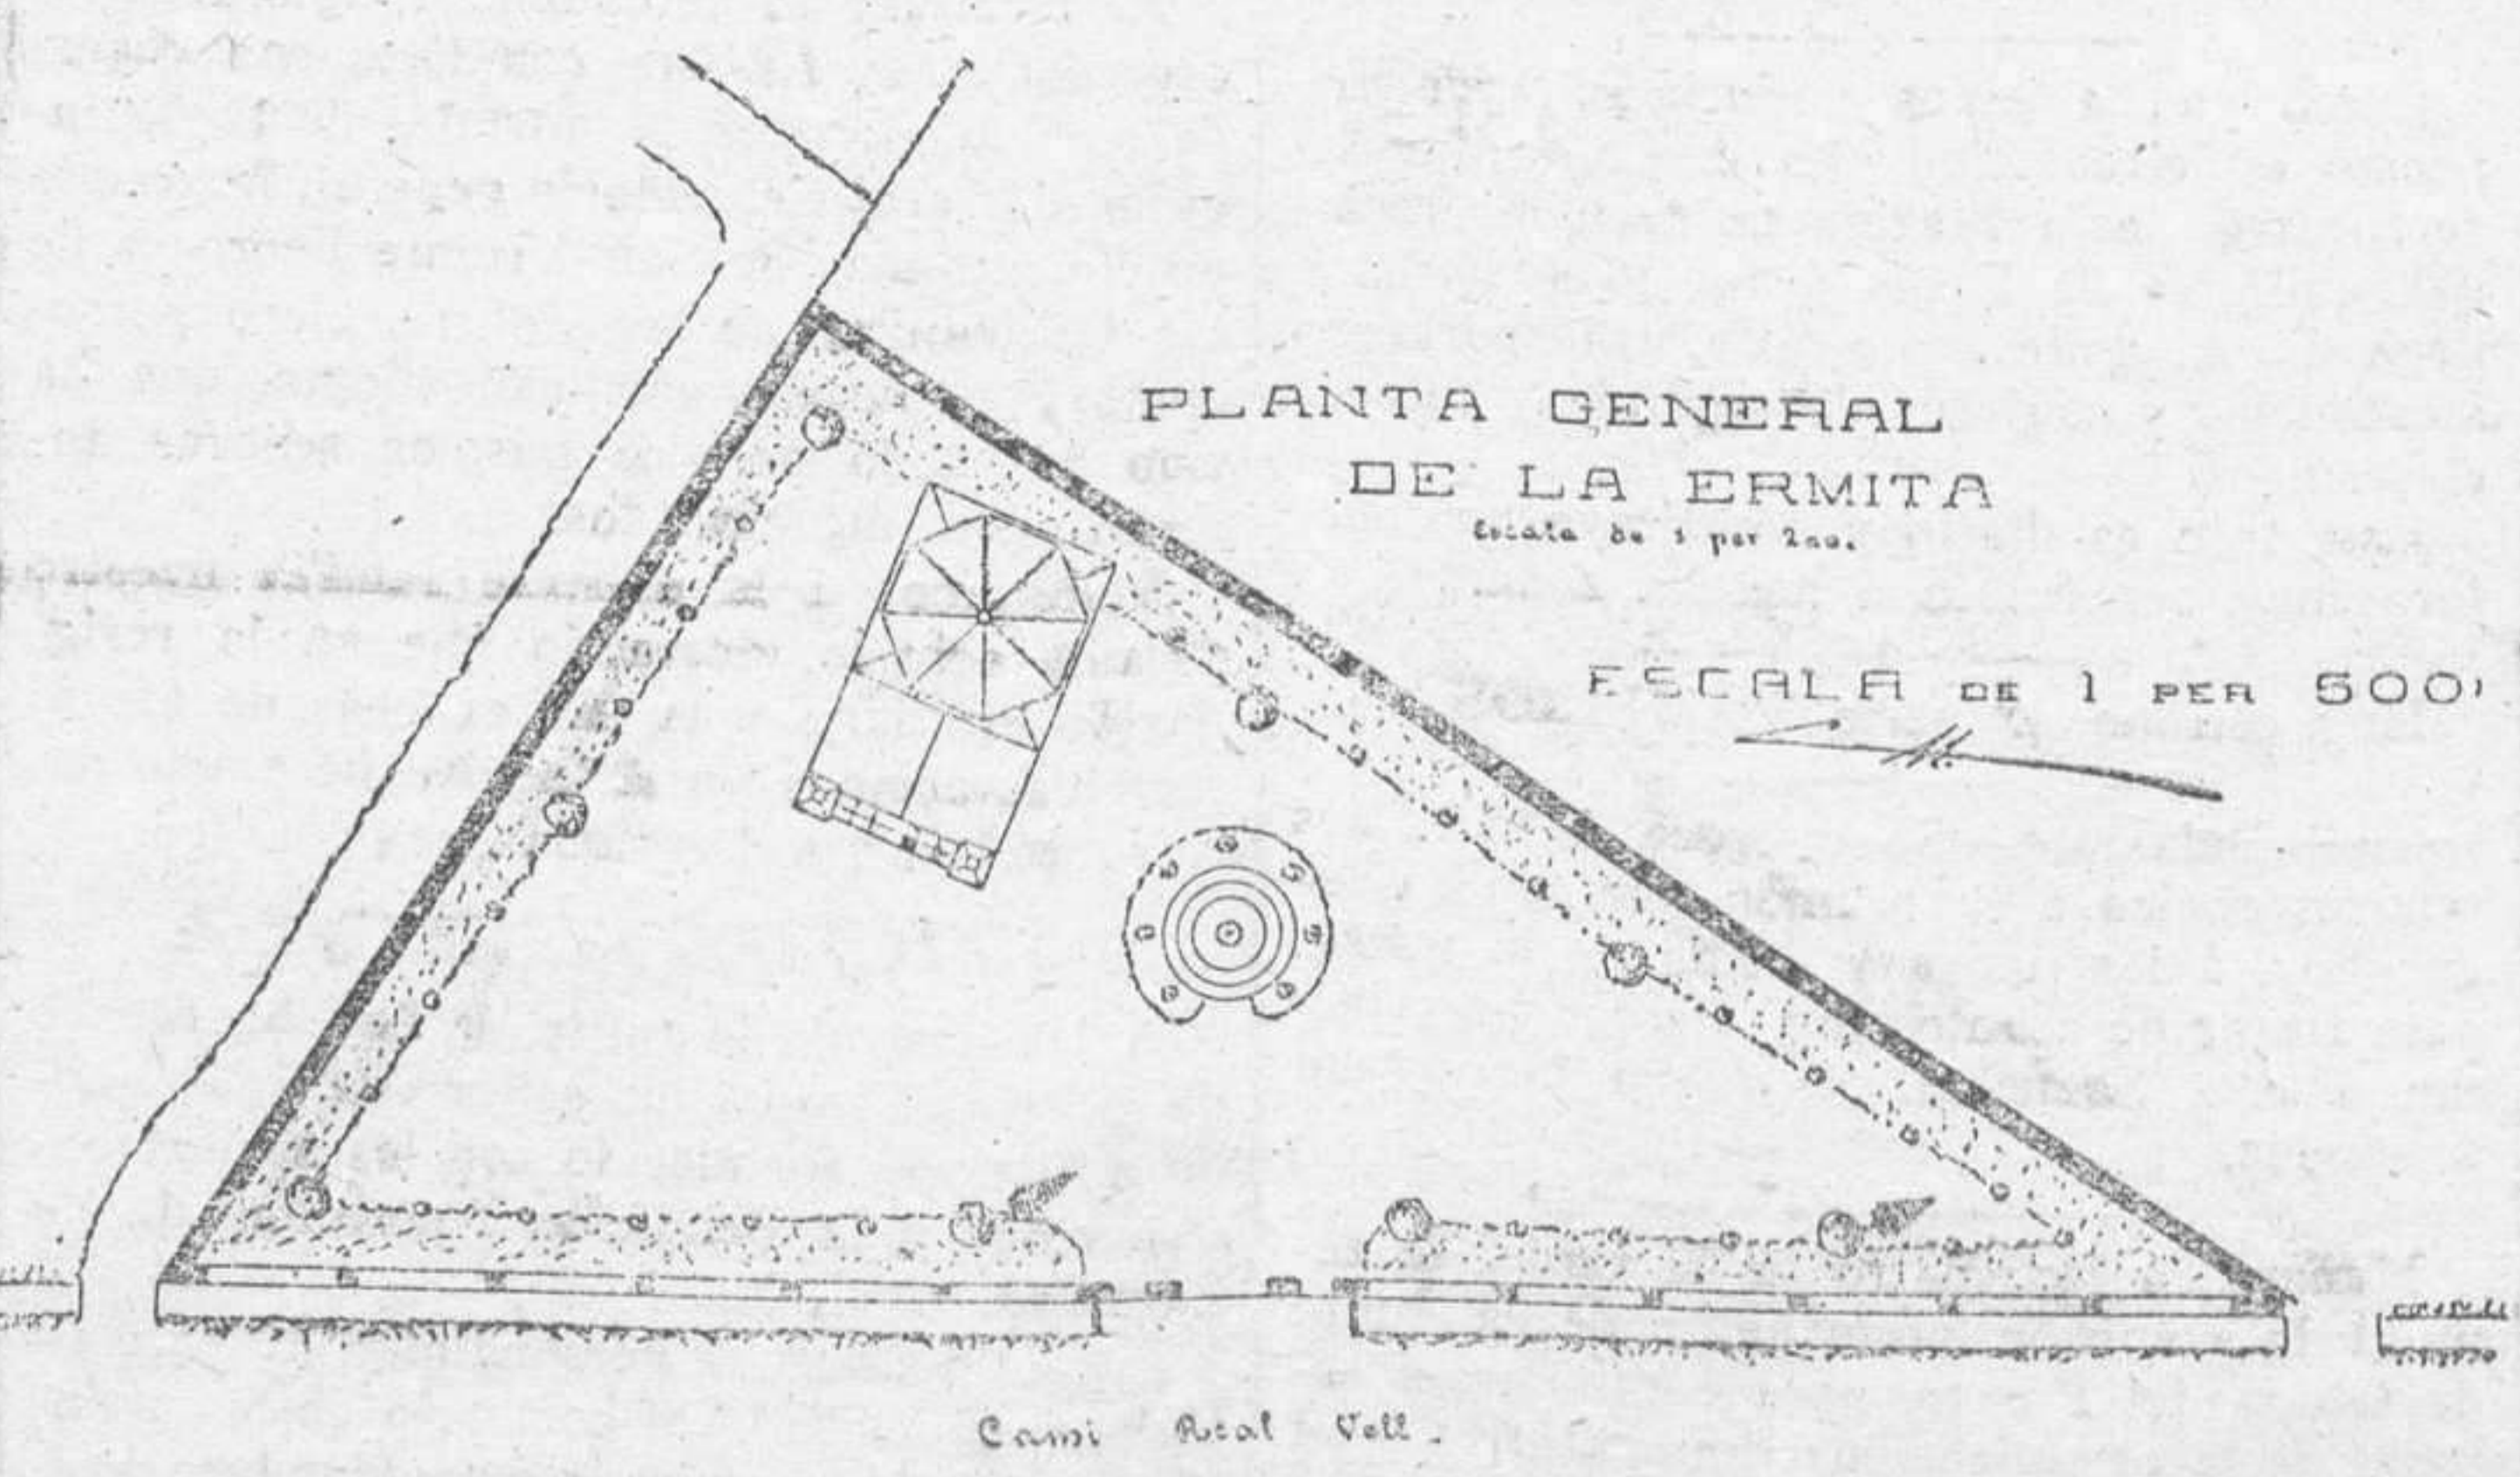 PLANTA GENERAL
DE LA ERMITA
Escala de 1 per 200.
ESCALA DE 1 PER 500
Camí Real Vell.